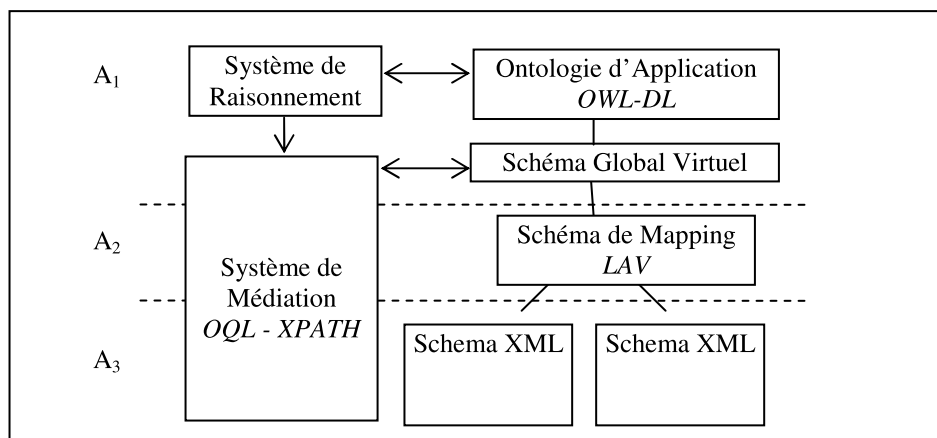 A1
Système de
Raisonnement
Ontologie d'Application
OWL-DL
Schéma Global Virtuel
A2
Schéma de Mapping
LAV
Système de
Médiation
OQL - XPATH
A3
Schema XML
Schema XML